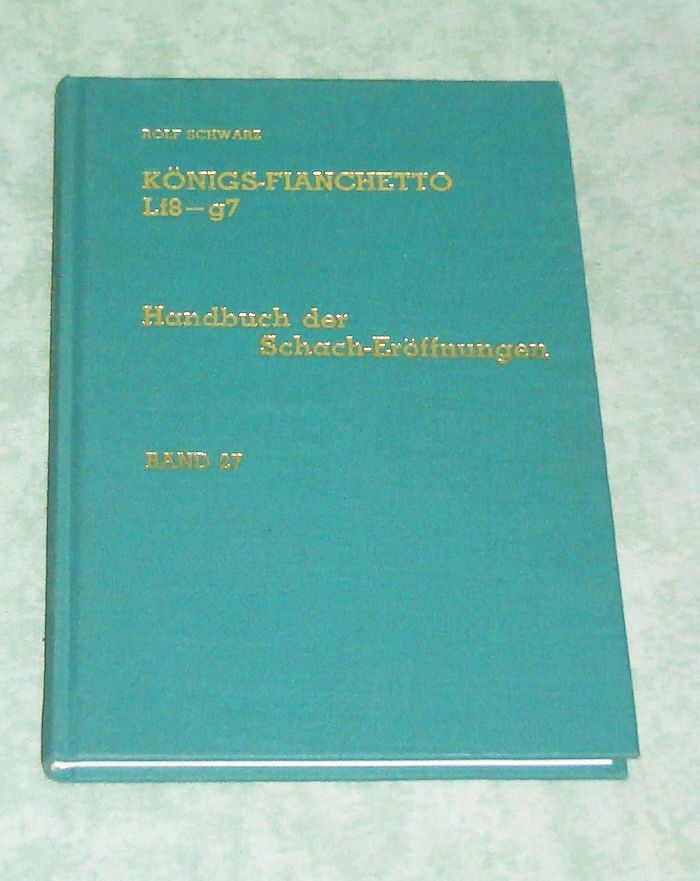 ROLF SCHWARZ
KÖNIGS-FIANCHETTO
Lf8—g7
Handbuch der
Schach-Eröffnungen
BAND 27